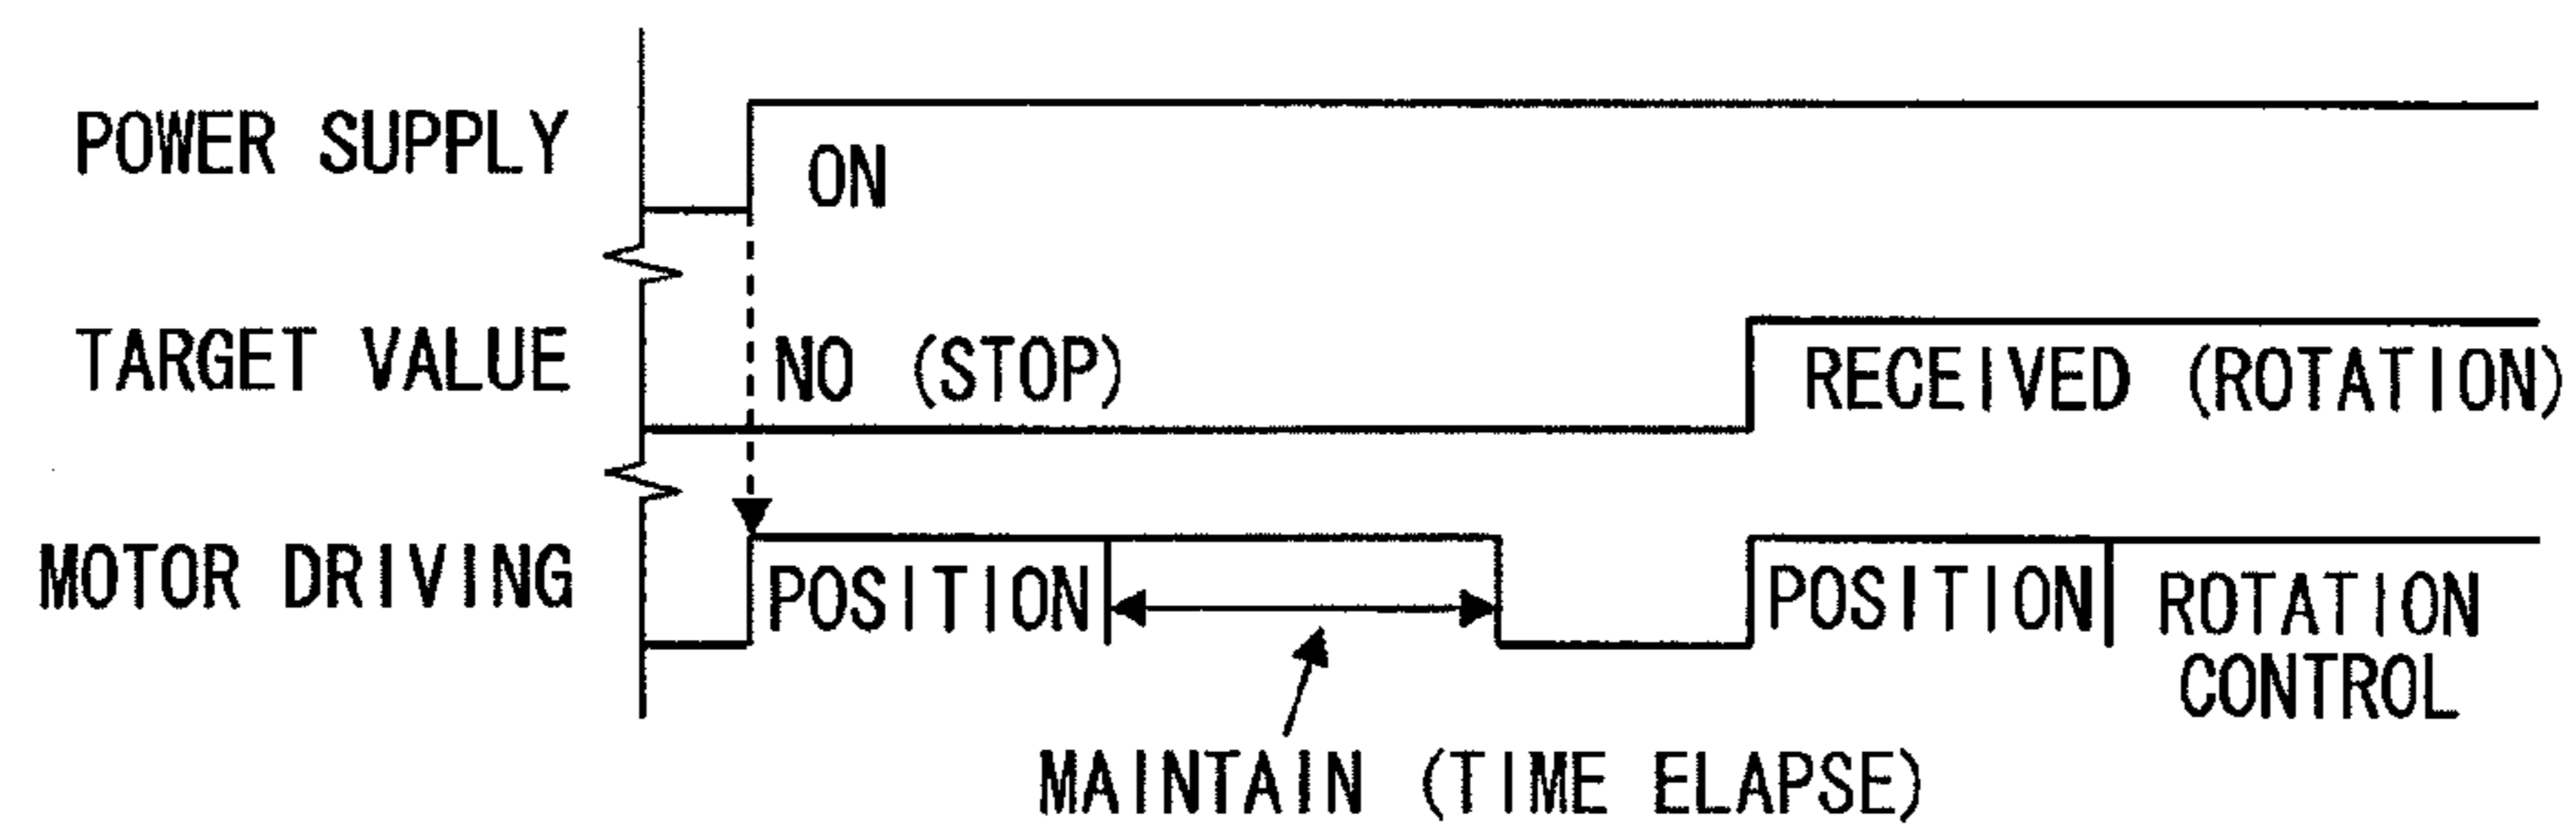 POWER SUPPLY
ON
TARGET VALUE
NO (STOP)
RECEIVED (ROTATION)
MOTOR DRIVING
POSITION
POSITION
ROTATION
CONTROL
MAINTAIN (TIME ELAPSE)